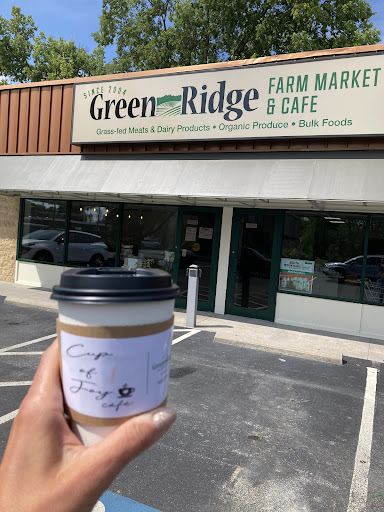 SINCE 2004
Green Ridge
FARM MARKET
& CAFE
Grass-fed Meats & Dairy Products • Organic Produce • Bulk Foods
Cup
of
Joey
cafe